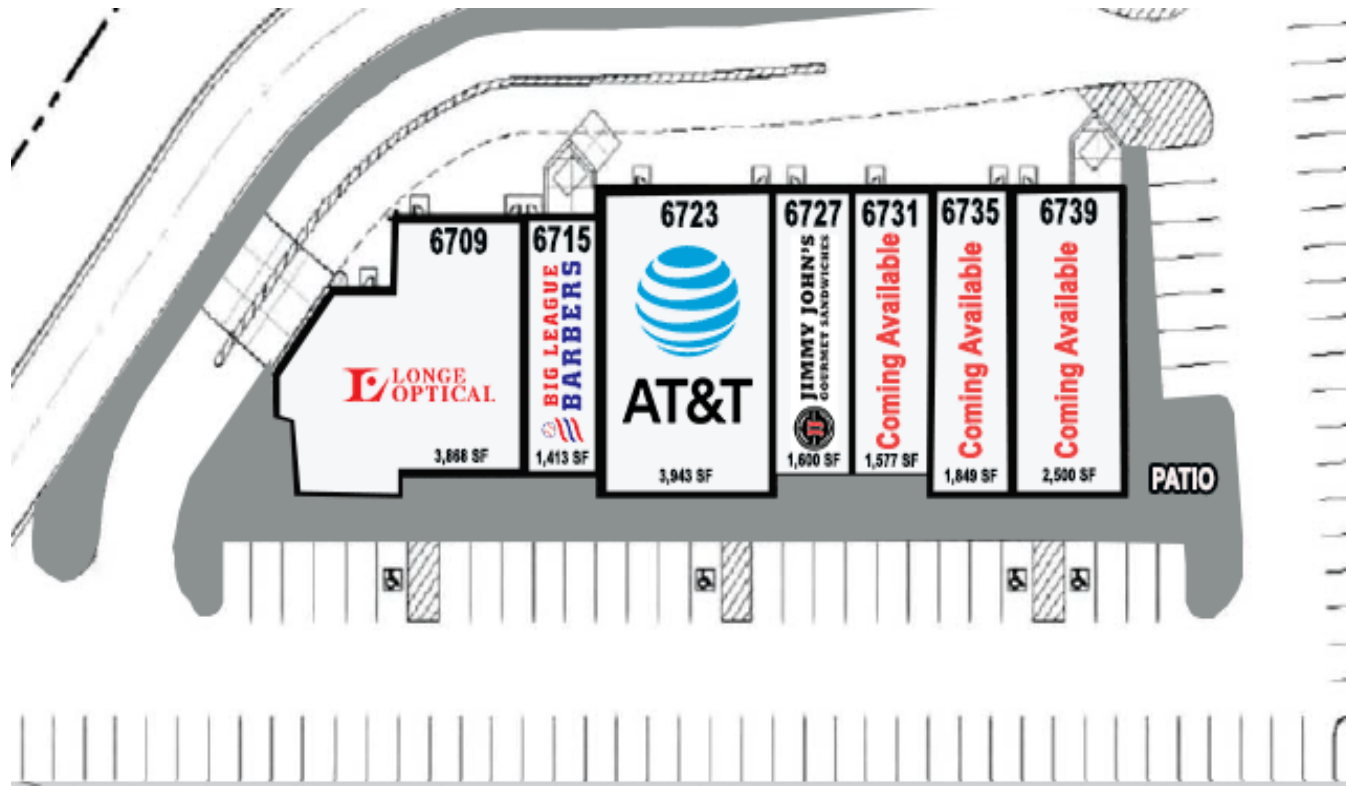 6709
LONGE
OPTICAL
3,868 SF
6715
BIG LEAGUE
BARBERS
1,413 SF
6723
AT&T
3,943 SF
6727
JIMMY JOHN'S
GOURMET SANDWICHES
JJ
1,600 SF
6731
Coming Available
1,577 SF
6735
Coming Available
1,849 SF
6739
Coming Available
2,500 SF
PATIO